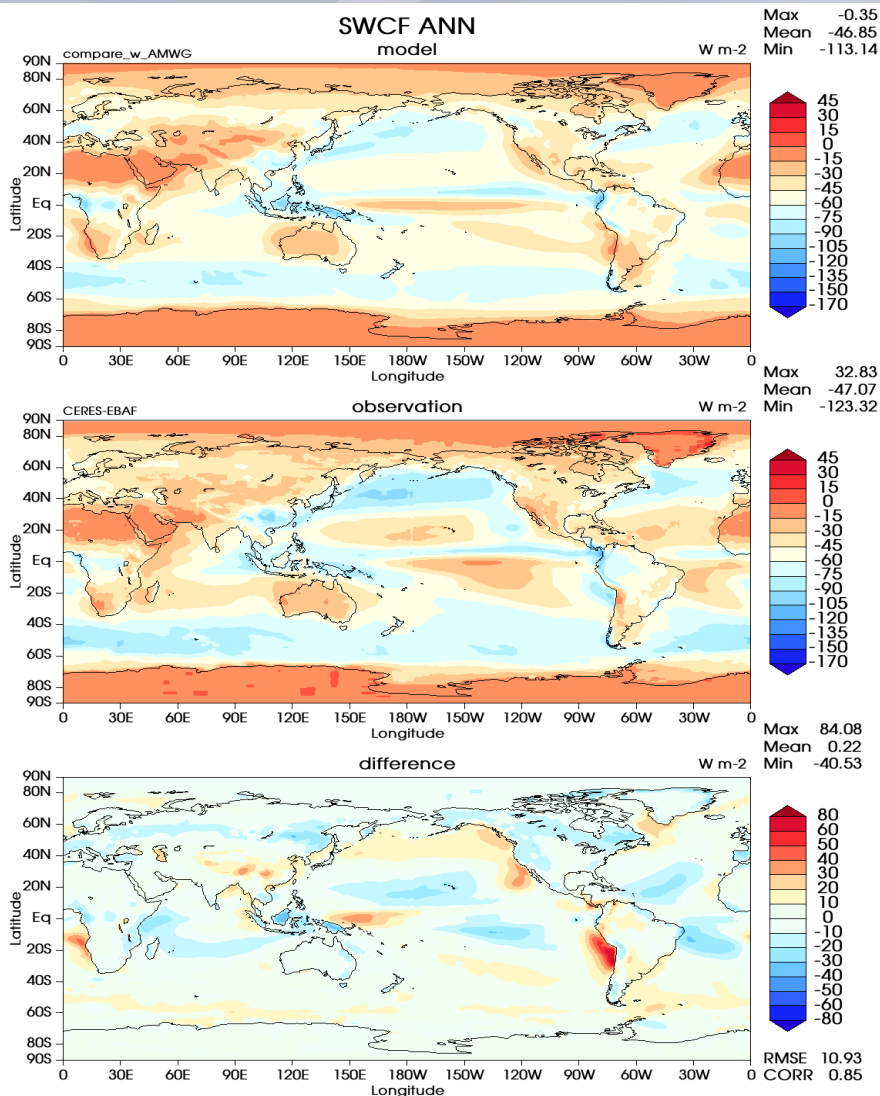 SWCF ANN
Max -0.35
Mean -46.85
Min -113.14
compare_w_AMWG
model
W m-2
90N
80N
60N
40N
20N
Eq
20S
40S
60S
80S
90S
Latitude
0 30E 60E 90E 120E 150E 180W 150W 120W 90W 60W 30W 0
Longitude
45
30
15
0
-15
-30
-45
-60
-75
-90
-105
-120
-135
-150
-170
Max 32.83
Mean -47.07
Min -123.32
CERES-EBAF
observation
W m-2
90N
80N
60N
40N
20N
Eq
20S
40S
60S
80S
90S
Latitude
0 30E 60E 90E 120E 150E 180W 150W 120W 90W 60W 30W 0
Longitude
45
30
15
0
-15
-30
-45
-60
-75
-90
-105
-120
-135
-150
-170
Max 84.08
Mean 0.22
Min -40.53
difference
W m-2
90N
80N
60N
40N
20N
Eq
20S
40S
60S
80S
90S
Latitude
0 30E 60E 90E 120E 150E 180W 150W 120W 90W 60W 30W 0
Longitude
80
60
50
40
30
20
10
0
-10
-20
-30
-40
-50
-60
-80
RMSE 10.93
CORR 0.85